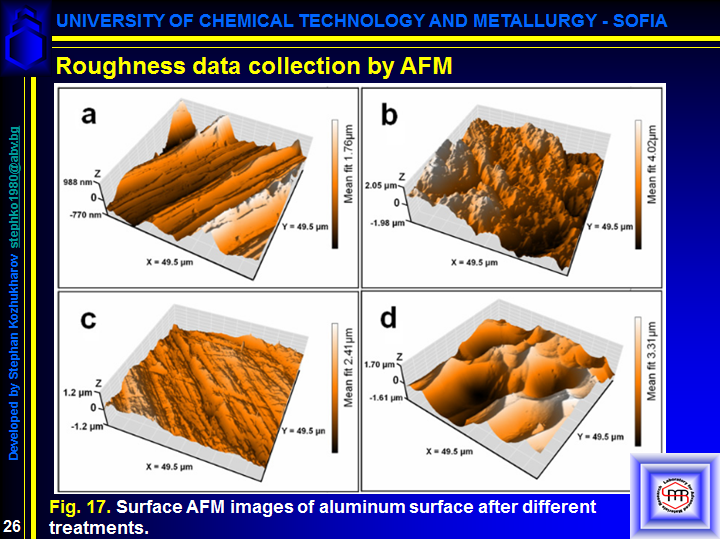 UNIVERSITY OF CHEMICAL TECHNOLOGY AND METALLURGY - SOFIA
Roughness data collection by AFM
Developed by Stephan Kozhukharov stephko1980@abv.bg
a
Z
988 nm
0
-770 nm
X = 49.5 µm
Y = 49.5 µm
Mean fit 1.76µm
b
Z
2.05 µm
0
-1.98 µm
X = 49.5 µm
Y = 49.5 µm
Mean fit 4.02µm
c
Z
1.2 µm
0
-1.2 µm
X = 49.5 µm
Y = 49.5 µm
Mean fit 2.41µm
d
Z
1.70 µm
0
-1.61 µm
X = 49.5 µm
Y = 49.5 µm
Mean fit 3.31µm
Fig. 17. Surface AFM images of aluminum surface after different
treatments.
26